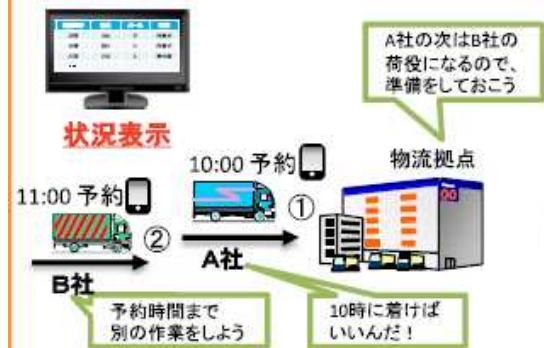 A社の次はB社の
荷役になるので、
準備をしておこう
状況表示
10:00 予約
物流拠点
11:00 予約
①
②
A社
B社
予約時間まで
別の作業をしよう
10時に着けば
いいんだ！